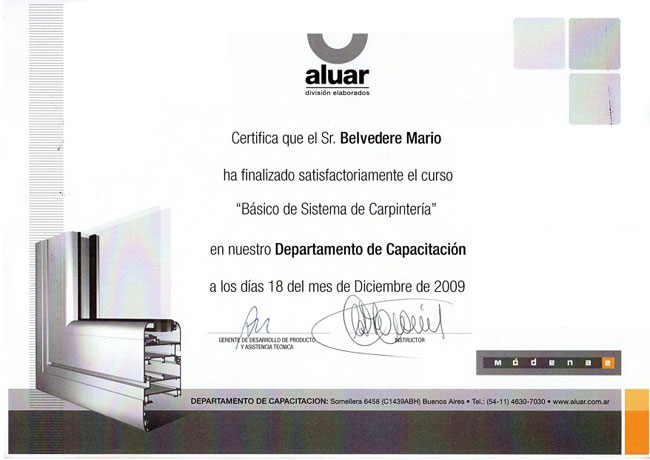 aluar
división elaborados
Certifica que el Sr. Belvedere Mario
ha finalizado satisfactoriamente el curso
“Básico de Sistema de Carpintería”
en nuestro Departamento de Capacitación
a los días 18 del mes de Diciembre de 2009
GERENTE DE DESARROLLO DE PRODUCTO
Y ASISTENCIA TECNICA
INSTRUCTOR
Módena 2
DEPARTAMENTO DE CAPACITACION: Somellera 6458 (C1439ABH) Buenos Aires • Tel.: (54-11) 4630-7030 • www.aluar.com.ar